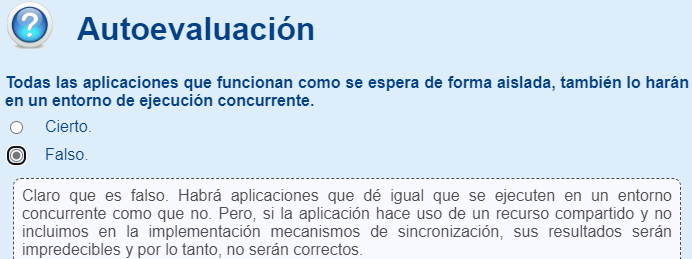 Autoevaluación
Todas las aplicaciones que funcionan como se espera de forma aislada, también lo harán
en un entorno de ejecución concurrente.
Cierto.
Falso.
Claro que es falso. Habrá aplicaciones que dé igual que se ejecuten en un entorno
concurrente como que no. Pero, si la aplicación hace uso de un recurso compartido y no
incluimos en la implementación mecanismos de sincronización, sus resultados serán
impredecibles y por lo tanto, no serán correctos.